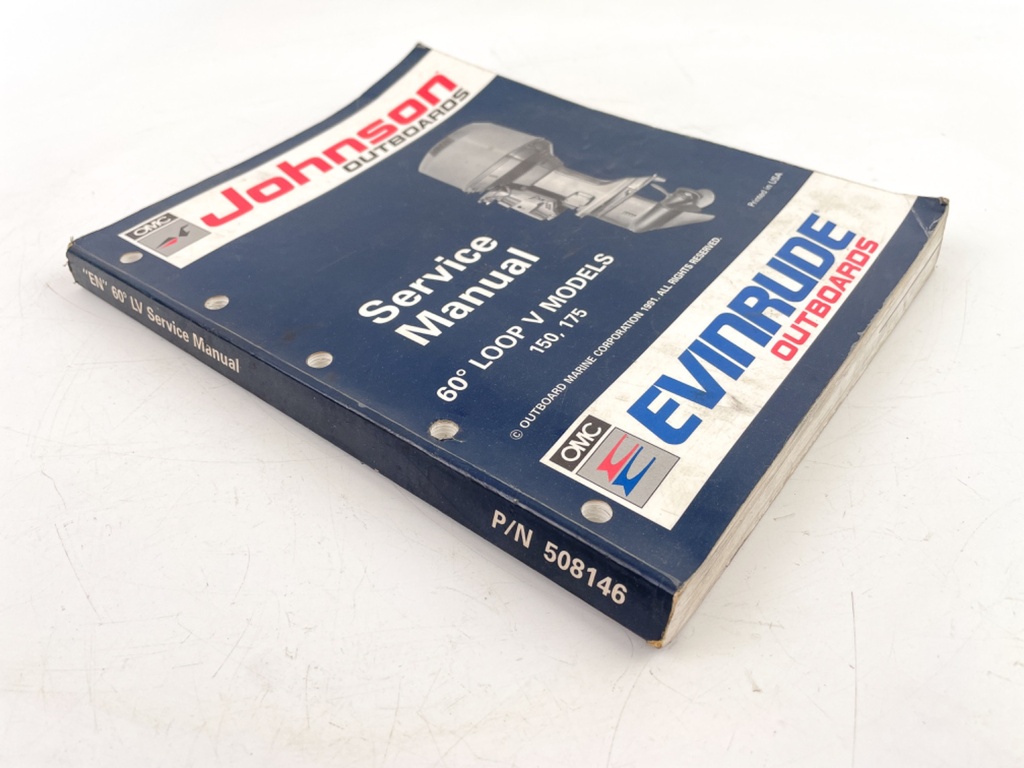 OMC
Johnson
OUTBOARDS
Service
Manual
60° LOOP V MODELS
150, 175
© OUTBOARD MARINE CORPORATION 1991. ALL RIGHTS RESERVED.
Printed in USA
OMC
EVINRUDE
OUTBOARDS
"EN" 60° LV Service Manual
P/N 508146